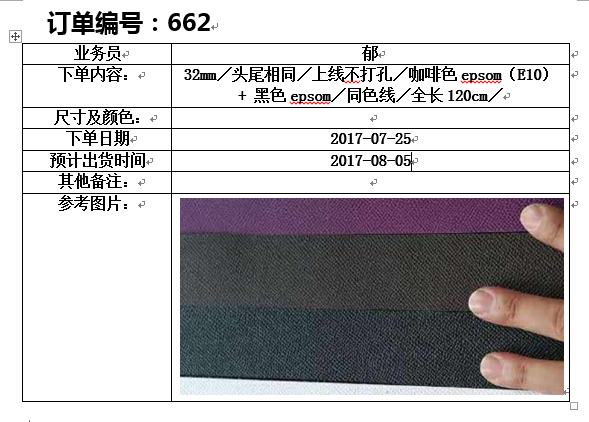 订单编号：662
业务员 郁
下单内容： 32mm／头尾相同／上线不打孔／咖啡色 epsom（E10）
+ 黑色 epsom／同色线／全长 120cm／
尺寸及颜色：
下单日期 2017-07-25
预计出货时间 2017-08-05
其他备注：
参考图片：